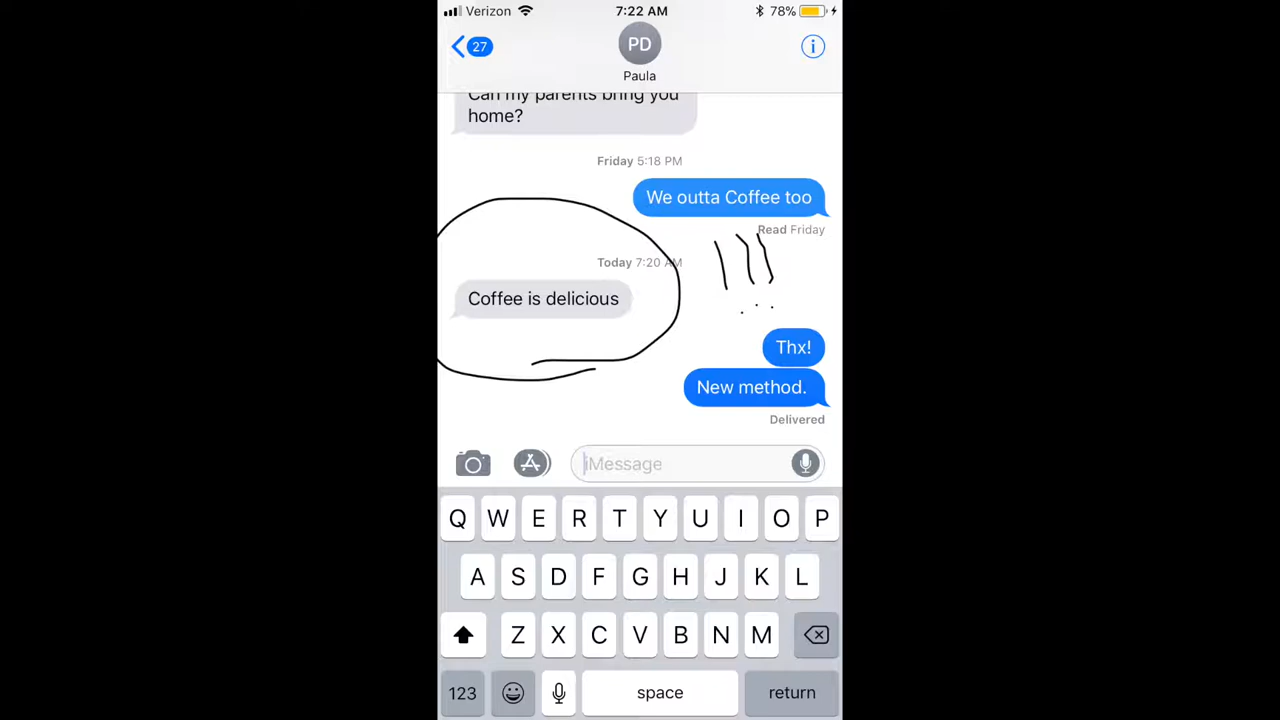 Verizon 7:22 AM 78%
27 PD
Paula
Can my parents bring you
home?
Friday 5:18 PM
We outta Coffee too
Read Friday
Today 7:20 AM
Coffee is delicious
!!!
Thx!
New method.
Delivered
iMessage
Q W E R T Y U I O P
A S D F G H J K L
Z X C V B N M
123 space return